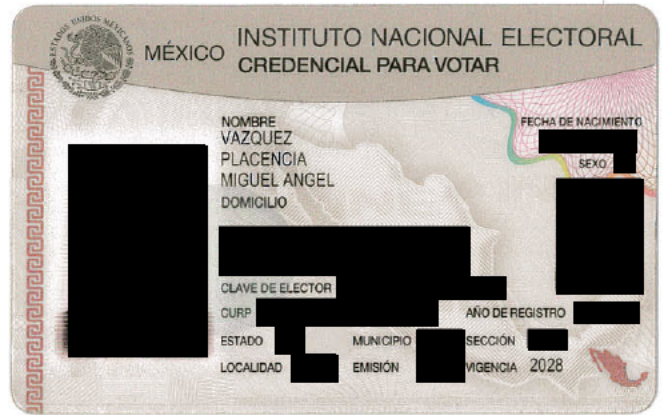 ESTADOS UNIDOS MEXICANOS
MÉXICO INSTITUTO NACIONAL ELECTORAL
CREDENCIAL PARA VOTAR
NOMBRE
VAZQUEZ
PLACENCIA
MIGUEL ANGEL
FECHA DE NACIMIENTO
SEXO
DOMICILIO
CLAVE DE ELECTOR
CURP AÑO DE REGISTRO
ESTADO MUNICIPIO SECCIÓN
LOCALIDAD EMISIÓN VIGENCIA 2028